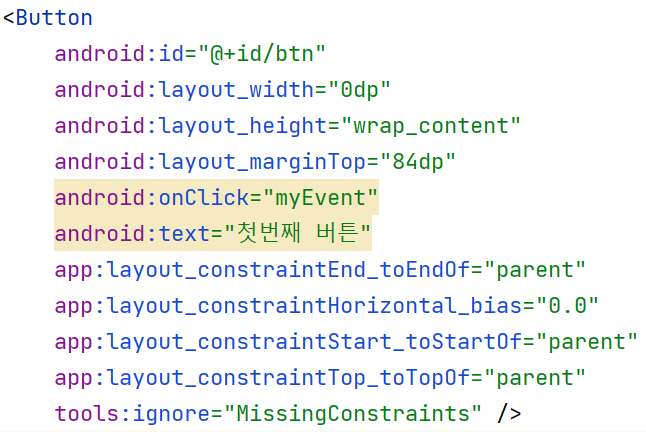 <Button
android:id="@+id/btn"
android:layout_width="0dp"
android:layout_height="wrap_content"
android:layout_marginTop="84dp"
android:onClick="myEvent"
android:text="첫번째 버튼"
app:layout_constraintEnd_toEndOf="parent"
app:layout_constraintHorizontal_bias="0.0"
app:layout_constraintStart_toStartOf="parent"
app:layout_constraintTop_toTopOf="parent"
tools:ignore="MissingConstraints" />